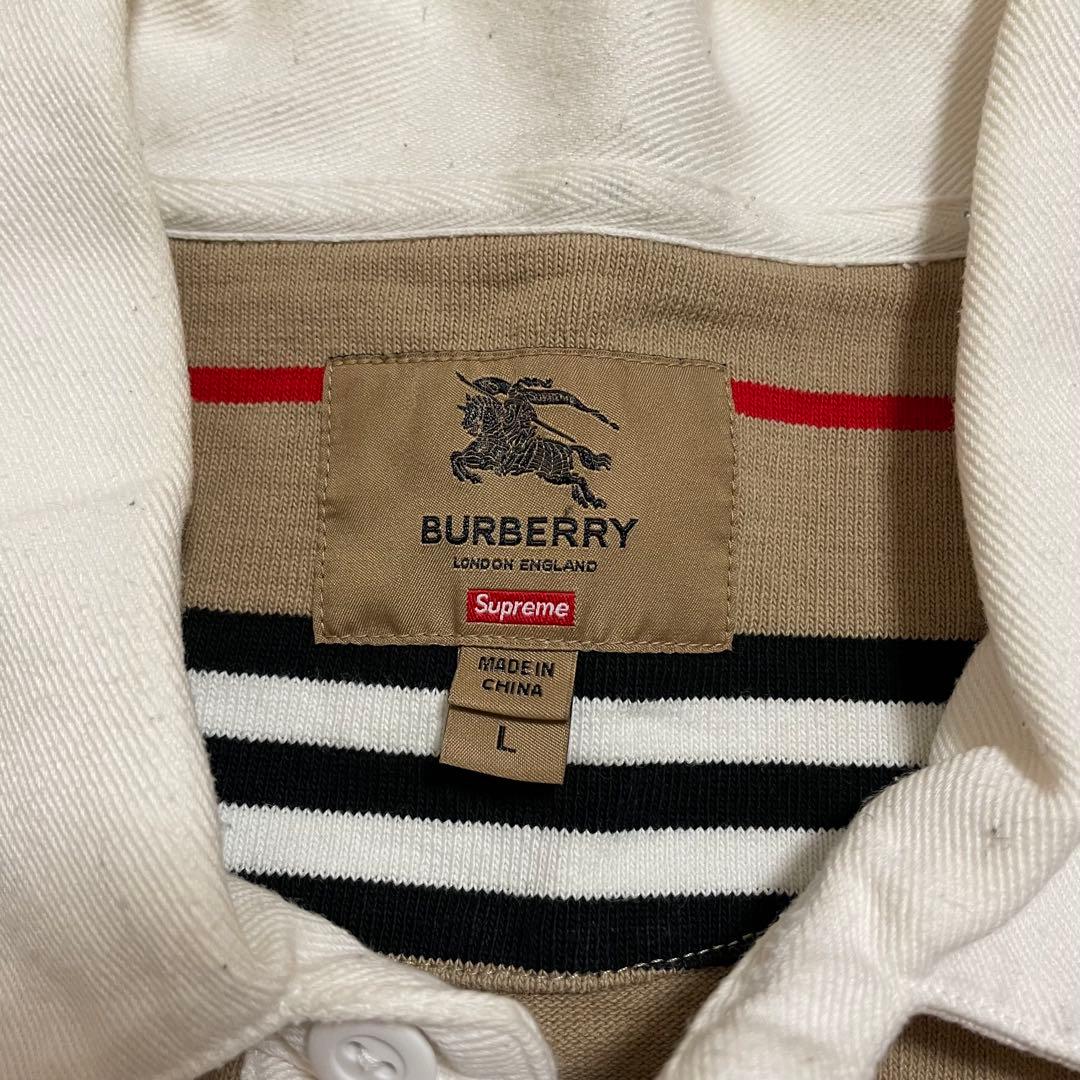 BURBERRY
LONDON ENGLAND
Supreme
MADE IN
CHINA
L